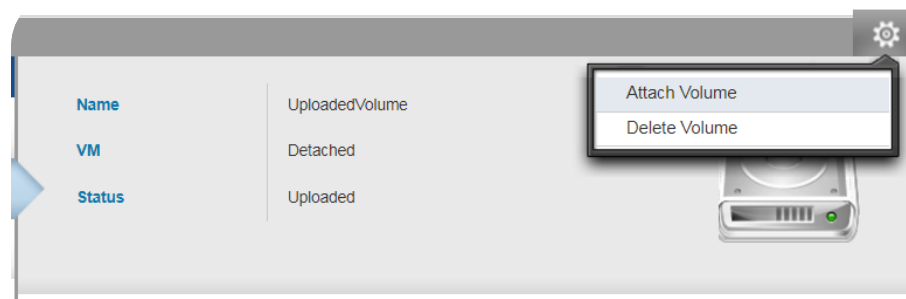 Attach Volume
Delete Volume
Name UploadedVolume
VM Detached
Status Uploaded